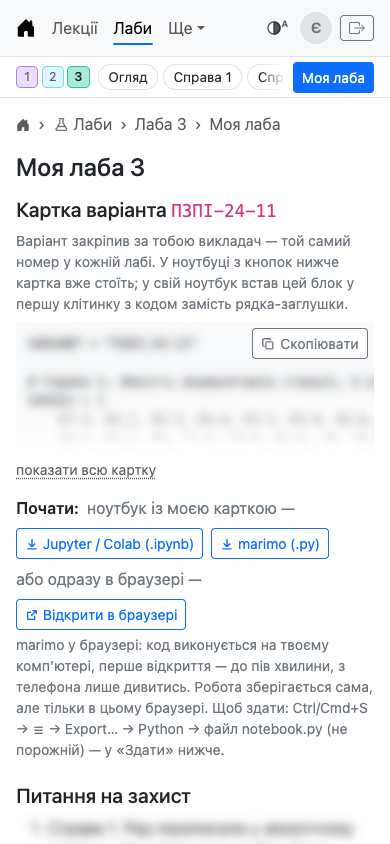 Лекції Лаби Ще A Є
1 2 3 Огляд Справа 1 Моя лаба
› Лаби › Лаба 3 › Моя лаба
Моя лаба 3
Картка варіанта ПЗПІ–24–11
Варіант закріпив за тобою викладач — той самий
номер у кожній лабі. У ноутбуці з кнопок нижче
картка вже стоїть; у свій ноутбук встав цей блок у
першу клітинку з кодом замість рядка-заглушки.
Скопіювати
показати всю картку
Почати: ноутбук із моєю карткою —
Jupyter / Colab (.ipynb) marimo (.py)
або одразу в браузері —
Відкрити в браузері
marimo у браузері: код виконується на твоєму
комп’ютері, перше відкриття — до пів хвилини, з
телефона лише дивитись. Робота зберігається сама,
але тільки в цьому браузері. Щоб здати: Ctrl/Cmd+S
→ ≡ → Export… → Python → файл notebook.py (не
порожній) — у «Здати» нижче.
Питання на захист